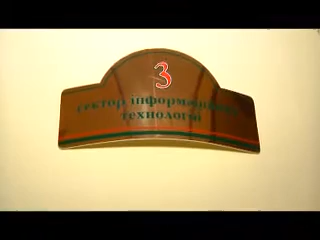 3
сектор інформаційних
технологій